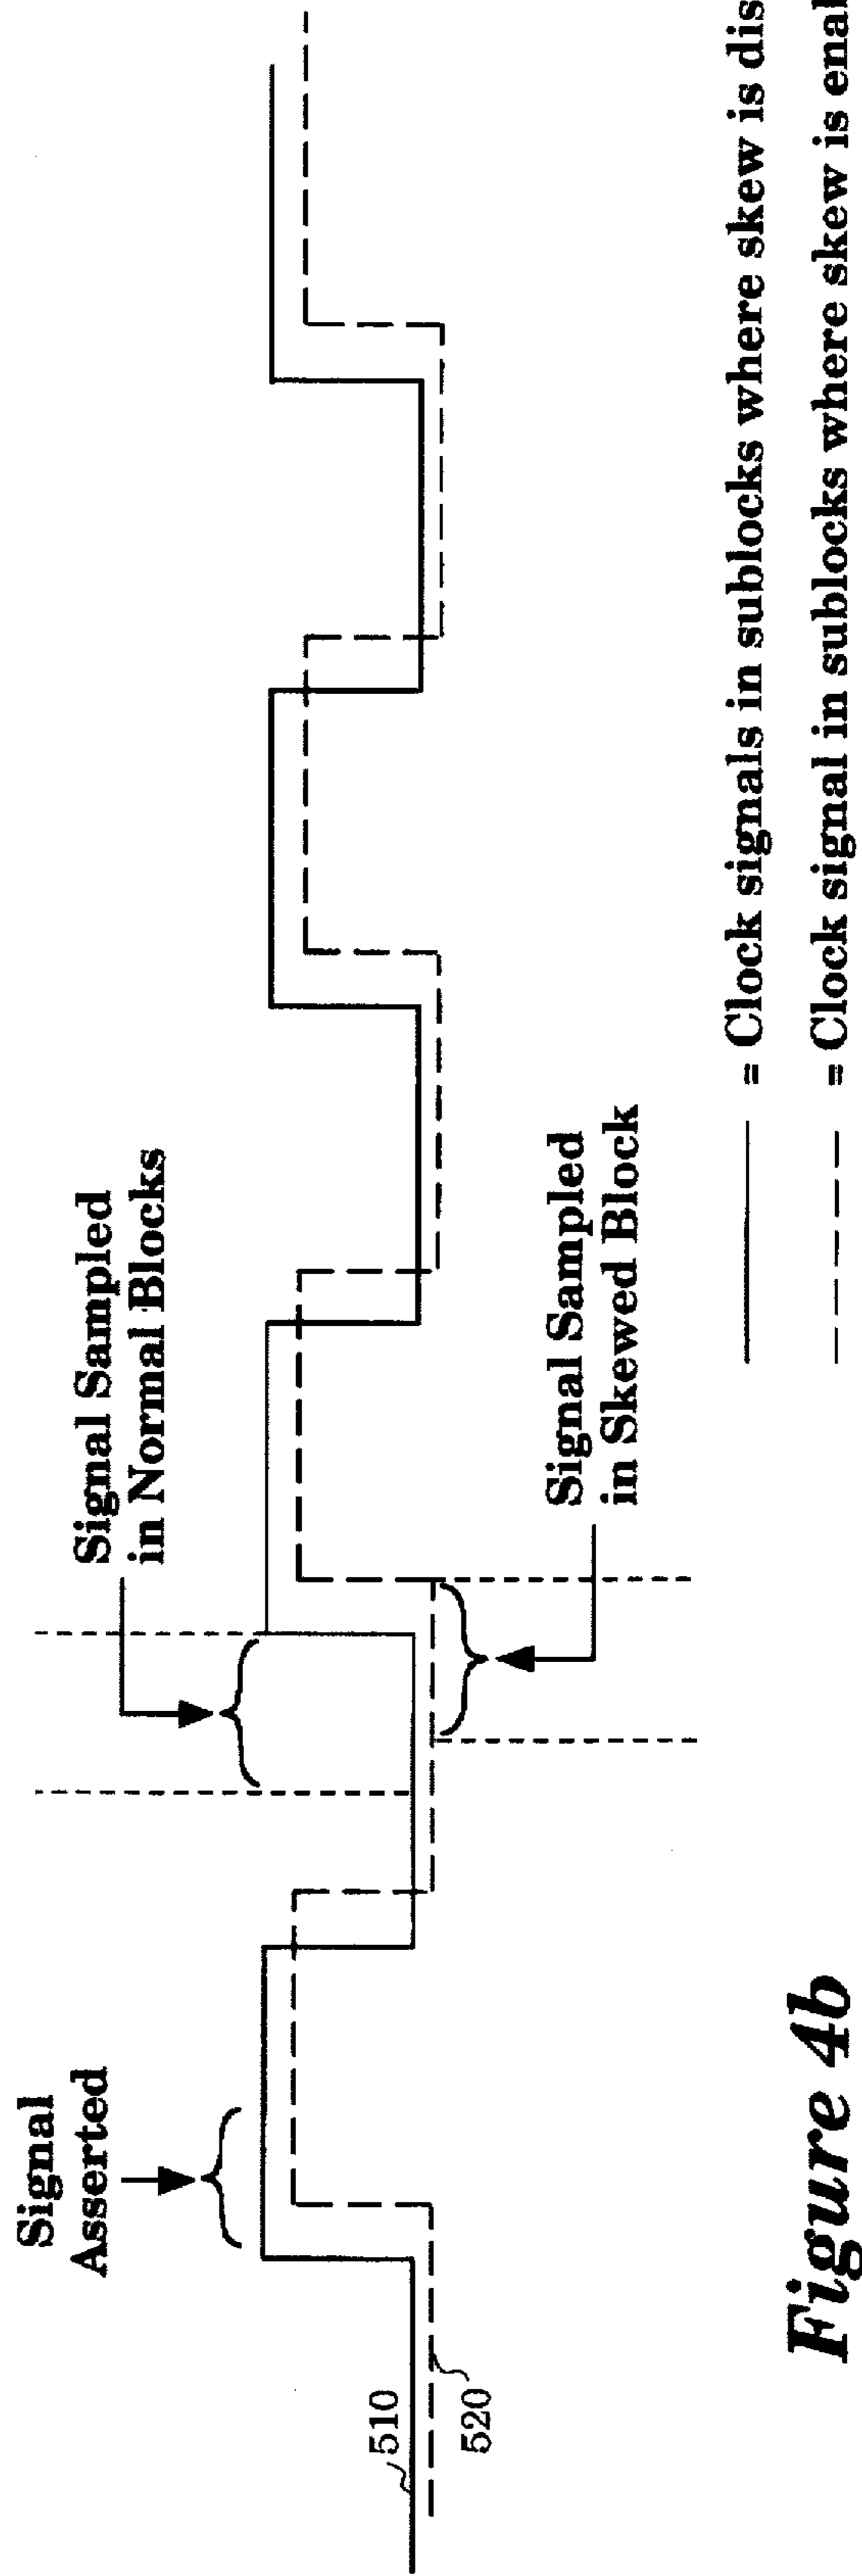 Signal
Asserted
Signal Sampled
in Normal Blocks
510
520
Signal Sampled
in Skewed Block
= Clock signals in sublocks where skew is dis
= Clock signal in sublocks where skew is enal
Figure 4b